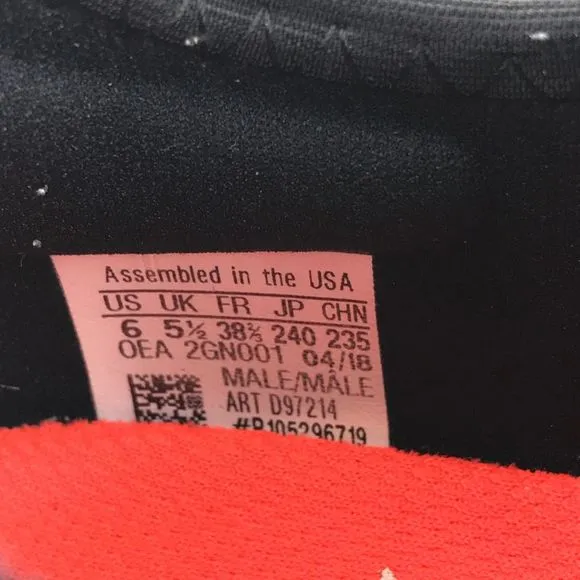 Assembled in the USA
US UK FR JP CHN
6 5½ 38⅔ 240 235
OEA 2GN001 04/18
MALE/MÂLE
ART D97214
#P105296719